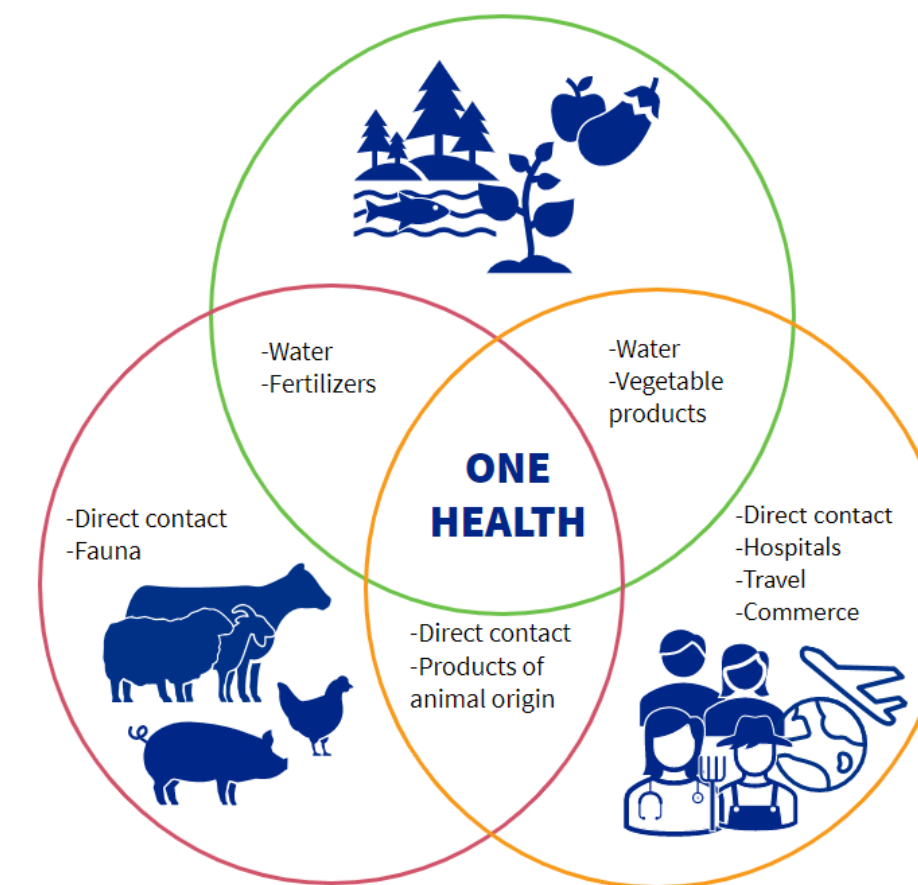 -Water
-Fertilizers
-Water
-Vegetable
products
ONE
HEALTH
-Direct contact
-Fauna
-Direct contact
-Hospitals
-Travel
-Commerce
-Direct contact
-Products of
animal origin